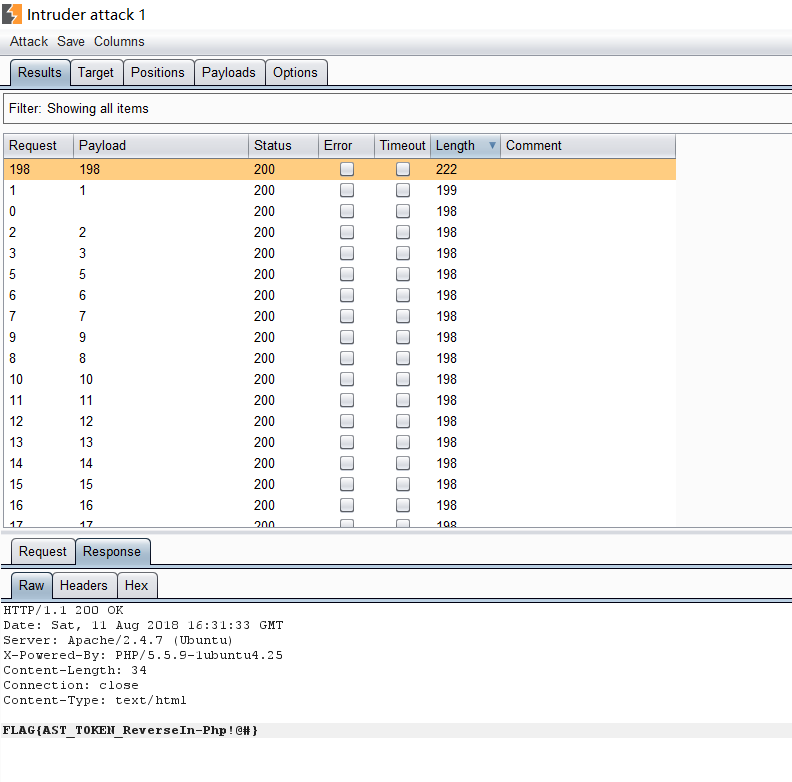 Intruder attack 1
Attack Save Columns
Results Target Positions Payloads Options
Filter: Showing all items
Request Payload Status Error Timeout Length Comment
198 198 200 222
1 1 200 199
0 200 198
2 2 200 198
3 3 200 198
5 5 200 198
6 6 200 198
7 7 200 198
9 9 200 198
8 8 200 198
10 10 200 198
11 11 200 198
12 12 200 198
13 13 200 198
14 14 200 198
15 15 200 198
16 16 200 198
17 17 200 198
Request Response
Raw Headers Hex
HTTP/1.1 200 OK
Date: Sat, 11 Aug 2018 16:31:33 GMT
Server: Apache/2.4.7 (Ubuntu)
X-Powered-By: PHP/5.5.9-1ubuntu4.25
Content-Length: 34
Connection: close
Content-Type: text/html
FLAG{AST_TOKEN_ReverseIn-Php!@#}